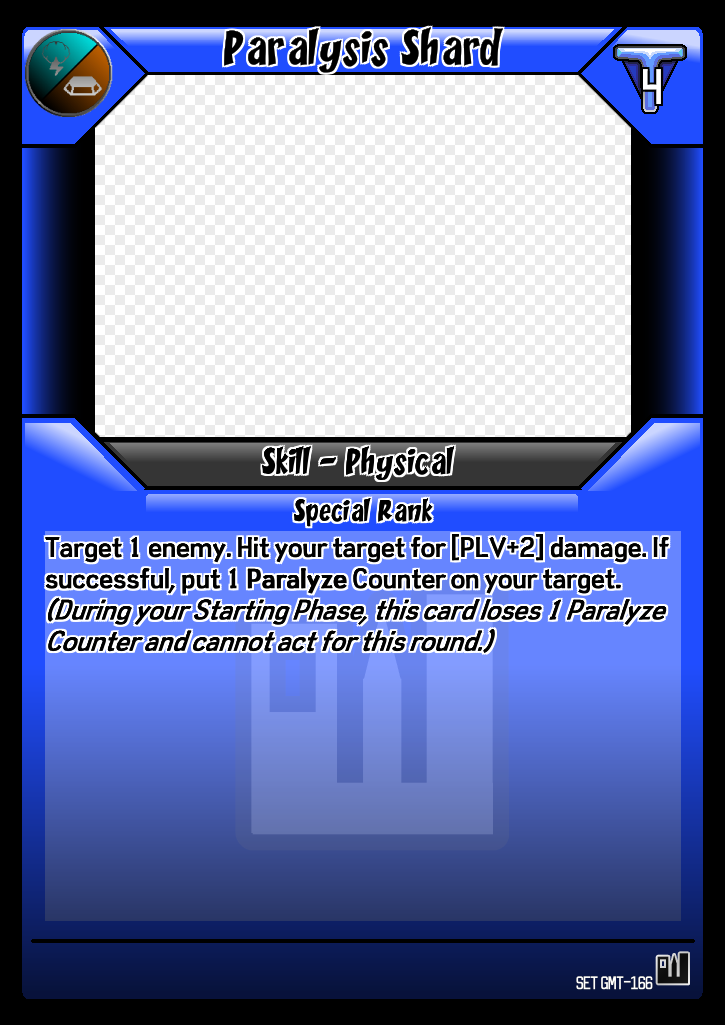 Paralysis Shard
4
Skill - Physical
Special Rank
Target 1 enemy. Hit your target for [PLV+2] damage. If
successful, put 1 Paralyze Counter on your target.
(During your Starting Phase, this card loses 1 Paralyze
Counter and cannot act for this round.)
SET GMT-166